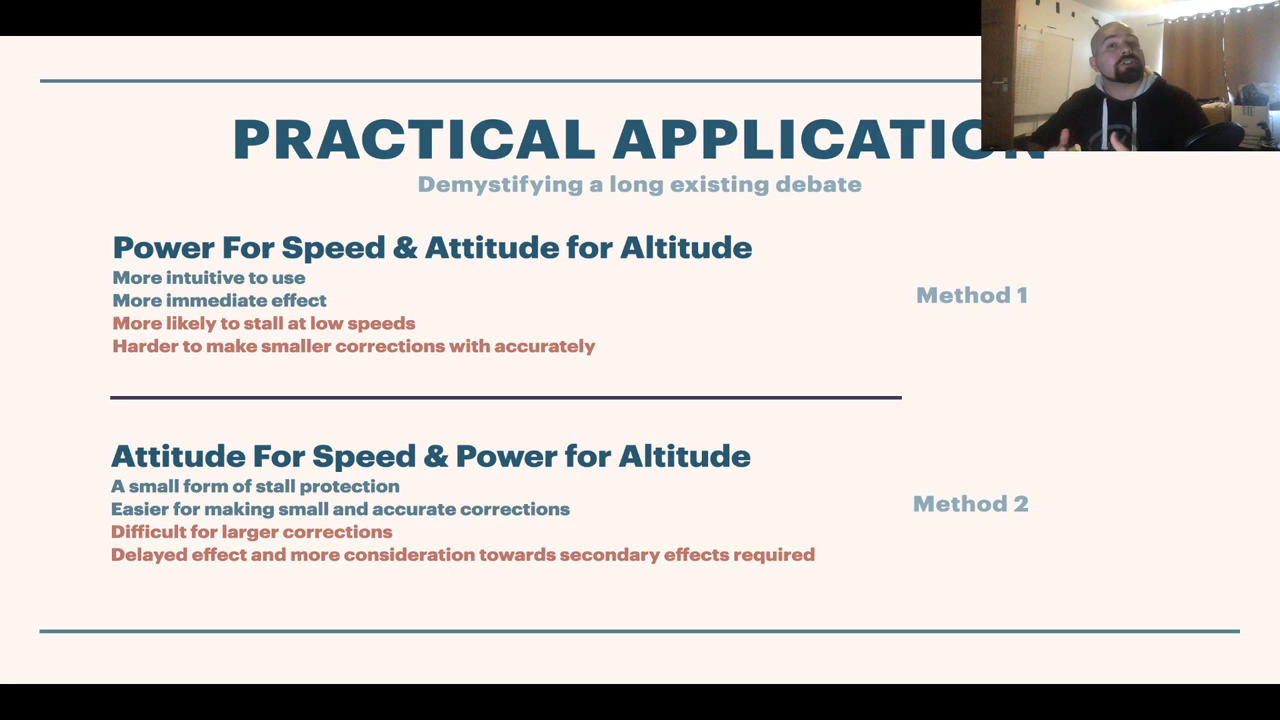 PRACTICAL APPLICATION
Demystifying a long existing debate
Power For Speed & Attitude for Altitude
More intuitive to use
More immediate effect
More likely to stall at low speeds
Harder to make smaller corrections with accurately
Method 1
Attitude For Speed & Power for Altitude
A small form of stall protection
Easier for making small and accurate corrections
Difficult for larger corrections
Delayed effect and more consideration towards secondary effects required
Method 2